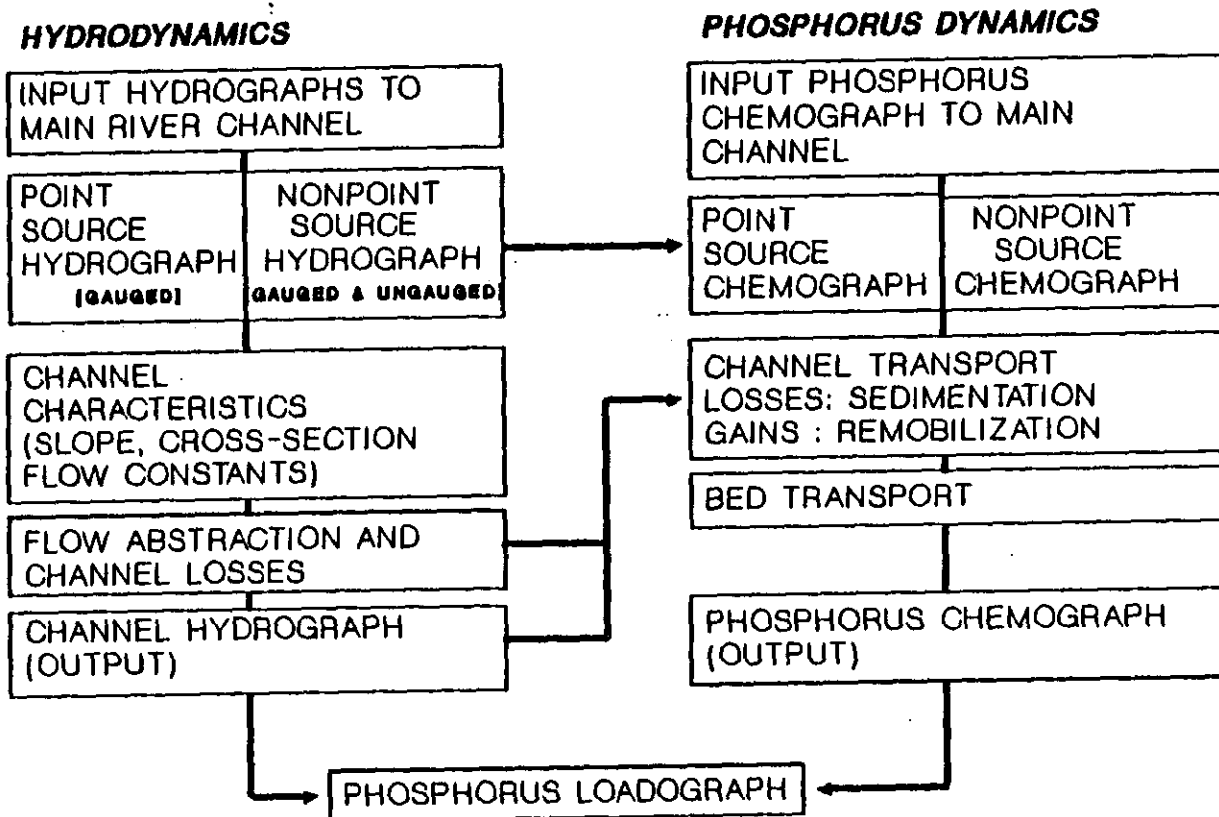 HYDRODYNAMICS
INPUT HYDROGRAPHS TO
MAIN RIVER CHANNEL
POINT
SOURCE
HYDROGRAPH
[GAUGED]
NONPOINT
SOURCE
HYDROGRAPH
[GAUGED & UNGAUGED]
CHANNEL
CHARACTERISTICS
(SLOPE, CROSS-SECTION
FLOW CONSTANTS)
FLOW ABSTRACTION AND
CHANNEL LOSSES
CHANNEL HYDROGRAPH
(OUTPUT)
PHOSPHORUS DYNAMICS
INPUT PHOSPHORUS
CHEMOGRAPH TO MAIN
CHANNEL
POINT
SOURCE
CHEMOGRAPH
NONPOINT
SOURCE
CHEMOGRAPH
CHANNEL TRANSPORT
LOSSES: SEDIMENTATION
GAINS : REMOBILIZATION
BED TRANSPORT
PHOSPHORUS CHEMOGRAPH
(OUTPUT)
PHOSPHORUS LOADOGRAPH